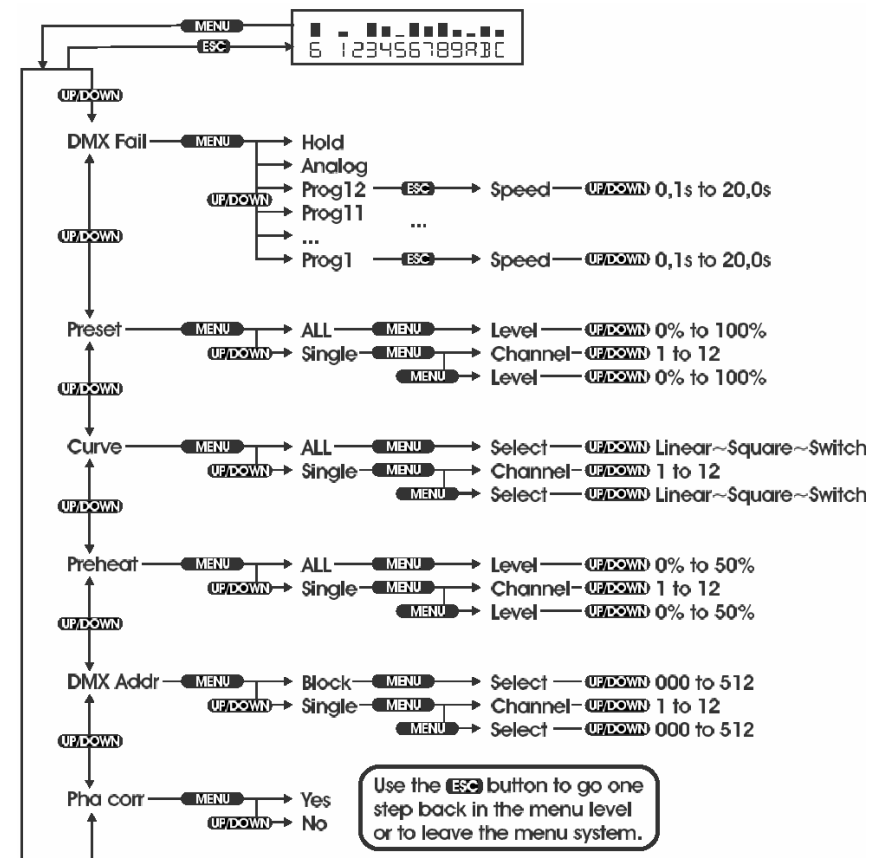 MENU
ESC
6 123456789ABC
UP/DOWN
DMX Fail MENU Hold
Analog
Prog12 ESC Speed UP/DOWN 0,1s to 20,0s
UP/DOWN
Prog11 ...
UP/DOWN
...
Prog1 ESC Speed UP/DOWN 0,1s to 20,0s
Preset MENU ALL MENU Level UP/DOWN 0% to 100%
UP/DOWN Single MENU Channel UP/DOWN 1 to 12
UP/DOWN MENU Level UP/DOWN 0% to 100%
Curve MENU ALL MENU Select UP/DOWN Linear~Square~Switch
UP/DOWN Single MENU Channel UP/DOWN 1 to 12
UP/DOWN MENU Select UP/DOWN Linear~Square~Switch
Preheat MENU ALL MENU Level UP/DOWN 0% to 50%
UP/DOWN Single MENU Channel UP/DOWN 1 to 12
UP/DOWN MENU Level UP/DOWN 0% to 50%
DMX Addr MENU Block MENU Select UP/DOWN 000 to 512
UP/DOWN Single MENU Channel UP/DOWN 1 to 12
UP/DOWN MENU Select UP/DOWN 000 to 512
Pha corr MENU Yes
UP/DOWN No
Use the ESC button to go one
step back in the menu level
or to leave the menu system.